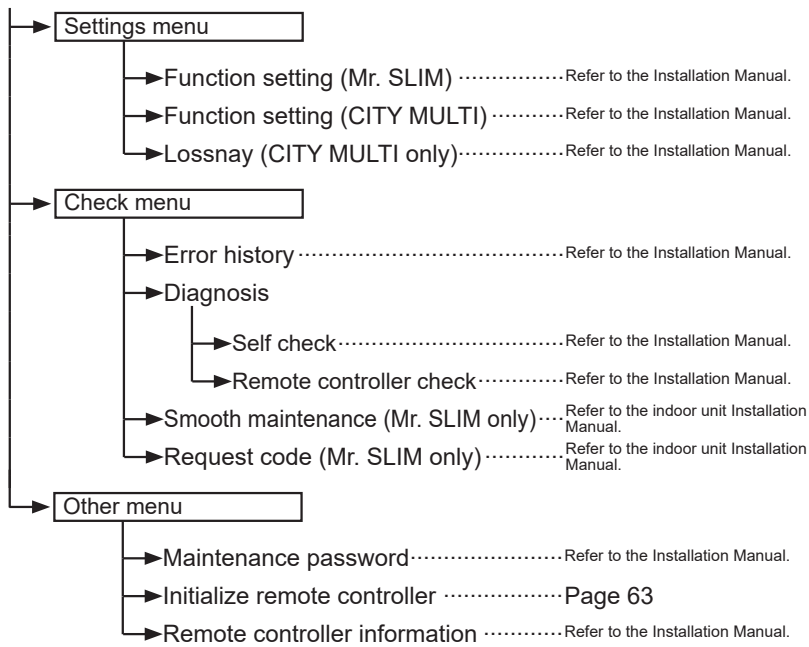 Settings menu
Function setting (Mr. SLIM) ················Refer to the Installation Manual.
Function setting (CITY MULTI) ···········Refer to the Installation Manual.
Lossnay (CITY MULTI only)················Refer to the Installation Manual.
Check menu
Error history ········································Refer to the Installation Manual.
Diagnosis
Self check··································Refer to the Installation Manual.
Remote controller check·············Refer to the Installation Manual.
Smooth maintenance (Mr. SLIM only)····Refer to the indoor unit Installation
Manual.
Request code (Mr. SLIM only) ············Refer to the indoor unit Installation
Manual.
Other menu
Maintenance password·······················Refer to the Installation Manual.
Initialize remote controller ··················Page 63
Remote controller information ············Refer to the Installation Manual.